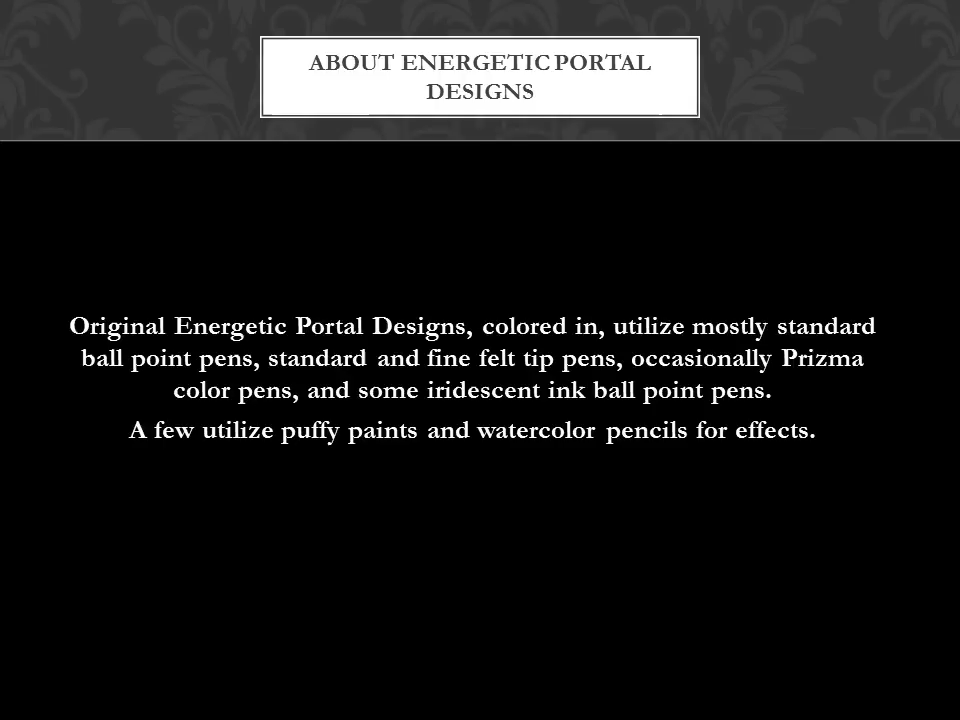 ABOUT ENERGETIC PORTAL
DESIGNS
Original Energetic Portal Designs, colored in, utilize mostly standard
ball point pens, standard and fine felt tip pens, occasionally Prizma
color pens, and some iridescent ink ball point pens.
A few utilize puffy paints and watercolor pencils for effects.